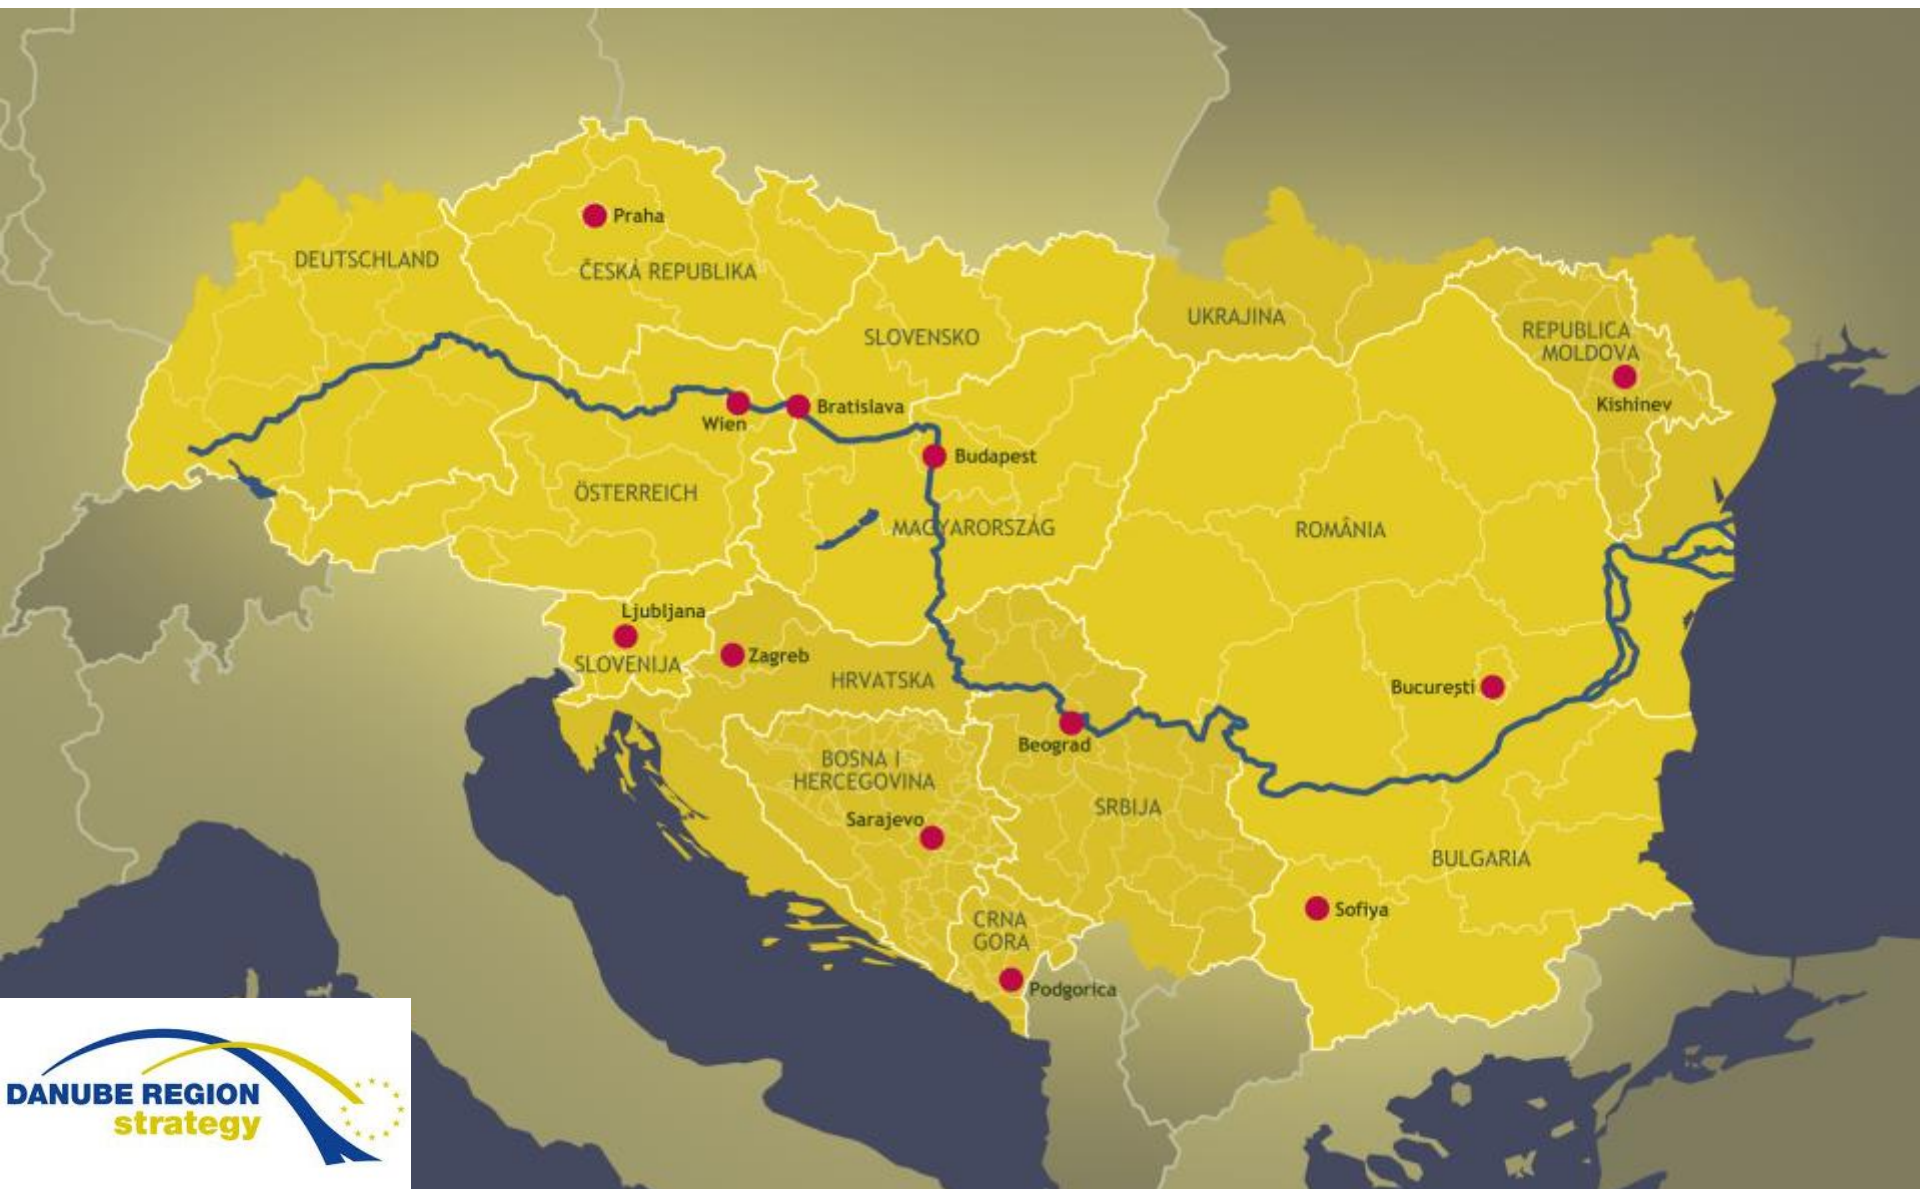 Praha
DEUTSCHLAND
ČESKÁ REPUBLIKA
SLOVENSKO
UKRAJINA
REPUBLICA
MOLDOVA
Kishinev
Wien
Bratislava
Budapest
ÖSTERREICH
MAGYARORSZÁG
ROMÂNIA
Ljubljana
SLOVENIJA
Zagreb
HRVATSKA
Bucureşti
Beograd
BOSNA I
HERCEGOVINA
Sarajevo
SRBIJA
BULGARIA
Sofiya
CRNA
GORA
Podgorica
DANUBE REGION
strategy